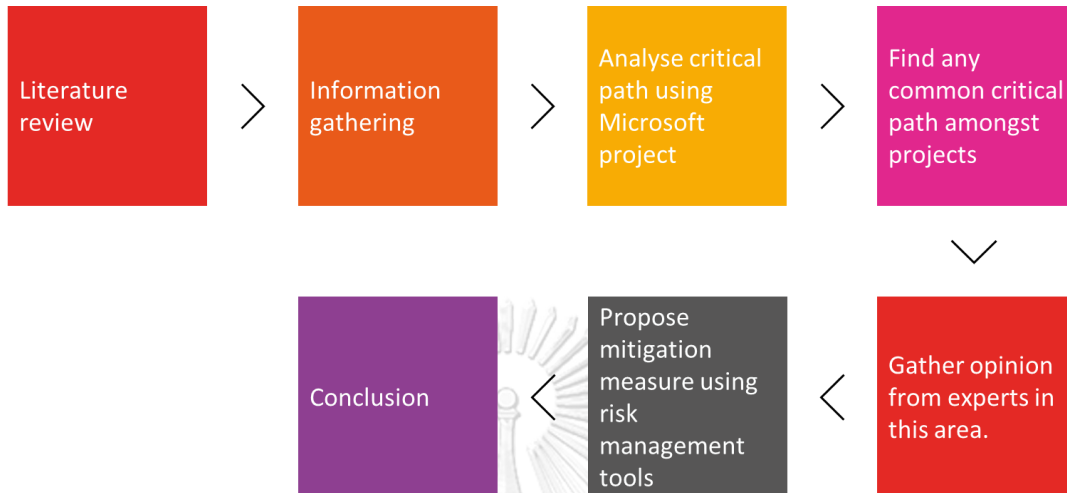 Literature
review
Information
gathering
Analyse critical
path using
Microsoft
project
Find any
common critical
path amongst
projects
Gather opinion
from experts in
this area.
Propose
mitigation
measure using
risk
management
tools
Conclusion